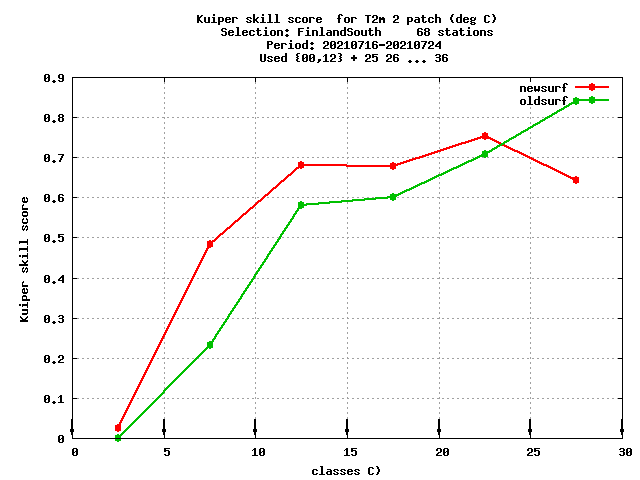 Kuiper skill score  for T2m 2 patch (deg C)
Selection: FinlandSouth     68 stations
Period: 20210716-20210724
Used {00,12} + 25 26 ... 36
newsurf
oldsurf
0.9
0.8
0.7
0.6
0.5
0.4
0.3
0.2
0.1
0
Kuiper skill score
0 5 10 15 20 25 30
classes C)